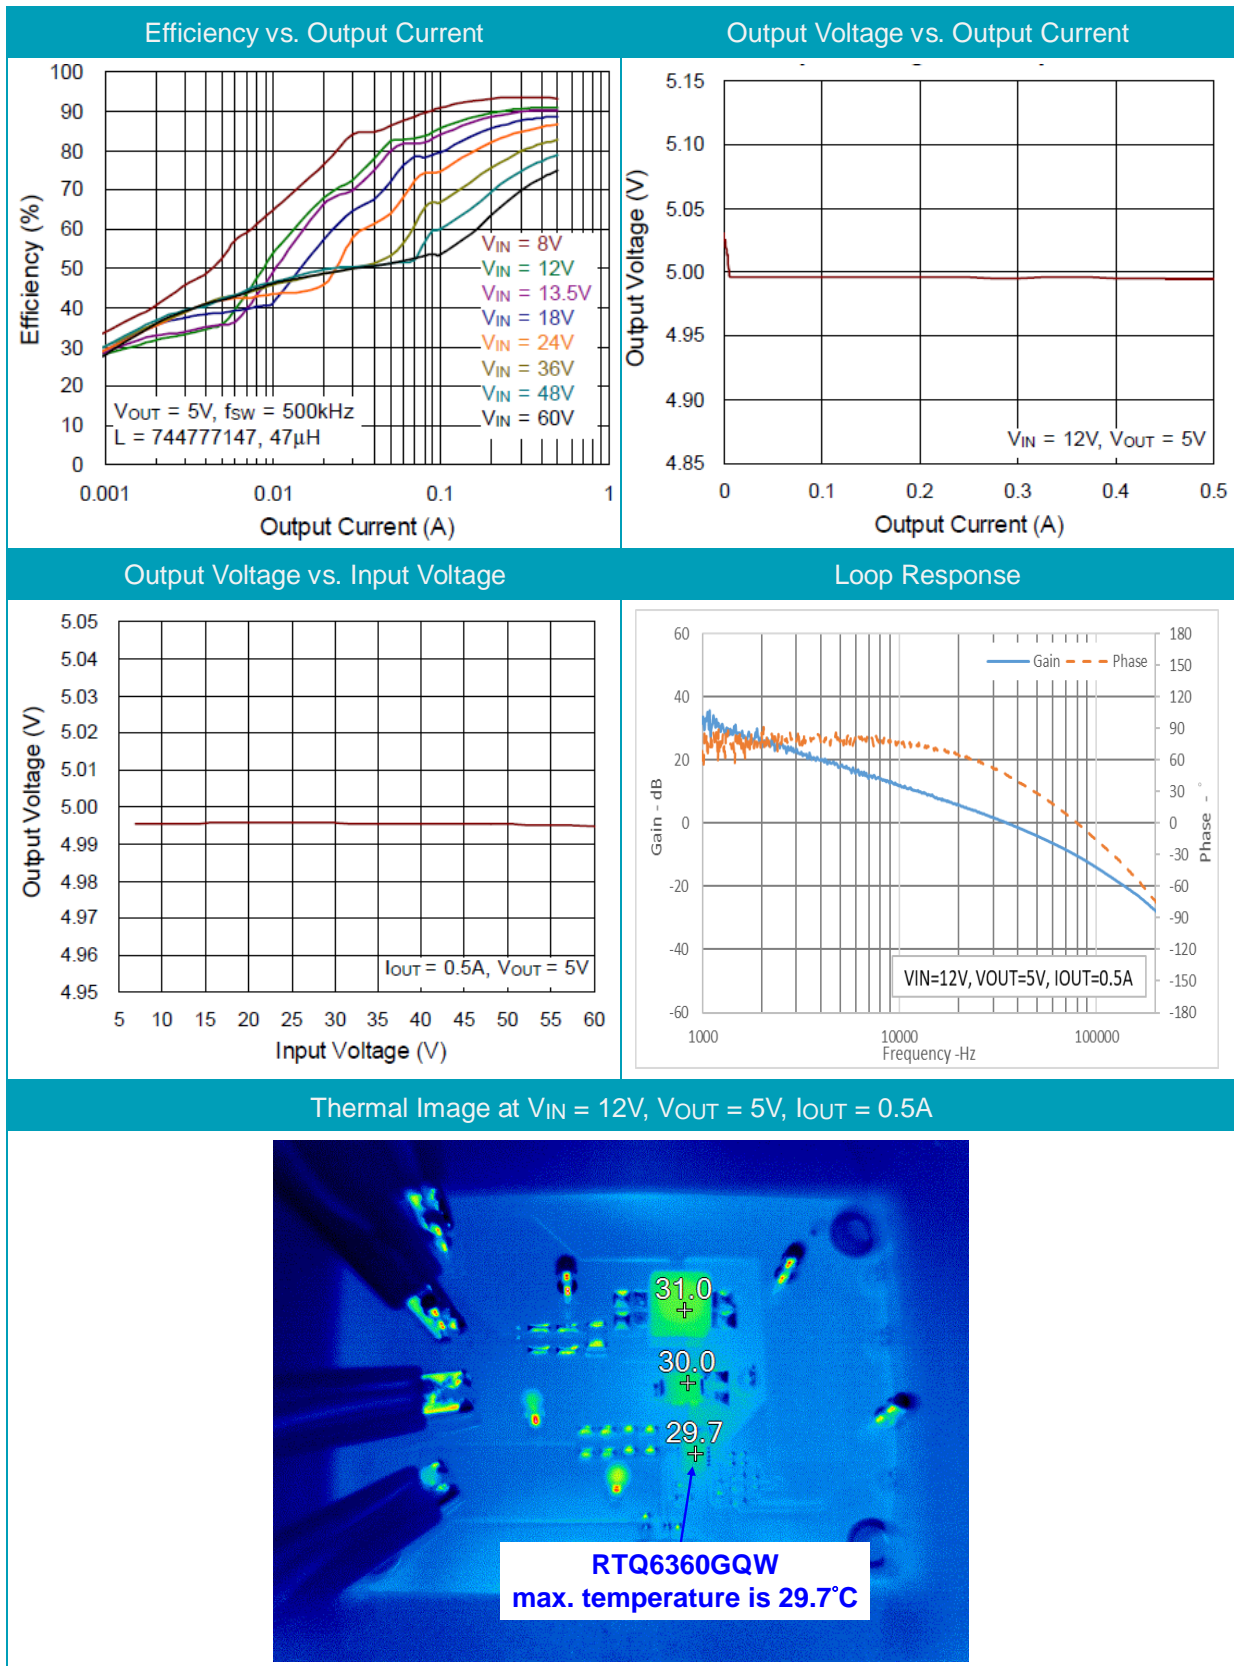 Efficiency vs. Output Current
100
90
80
70
60
50
40
30
20
10
0
Efficiency (%)
VIN = 8V
VIN = 12V
VIN = 13.5V
VIN = 18V
VIN = 24V
VIN = 36V
VIN = 48V
VIN = 60V
VOUT = 5V, fSW = 500kHz
L = 744777147, 47μH
0.001 0.01 0.1 1
Output Current (A)
Output Voltage vs. Output Current
5.15
5.10
5.05
5.00
4.95
4.90
4.85
Output Voltage (V)
VIN = 12V, VOUT = 5V
0 0.1 0.2 0.3 0.4 0.5
Output Current (A)
Output Voltage vs. Input Voltage
5.05
5.04
5.03
5.02
5.01
5.00
4.99
4.98
4.97
4.96
4.95
Output Voltage (V)
IOUT = 0.5A, VOUT = 5V
5 10 15 20 25 30 35 40 45 50 55 60
Input Voltage (V)
Loop Response
60
40
20
0
-20
-40
-60
Gain - dB
Gain Phase
180
150
120
90
60
30
0
-30
-60
-90
-120
-150
-180
Phase - °
VIN=12V, VOUT=5V, IOUT=0.5A
1000 10000 100000
Frequency -Hz
Thermal Image at VIN = 12V, VOUT = 5V, IOUT = 0.5A
31.0
30.0
29.7
RTQ6360GQW
max. temperature is 29.7°C